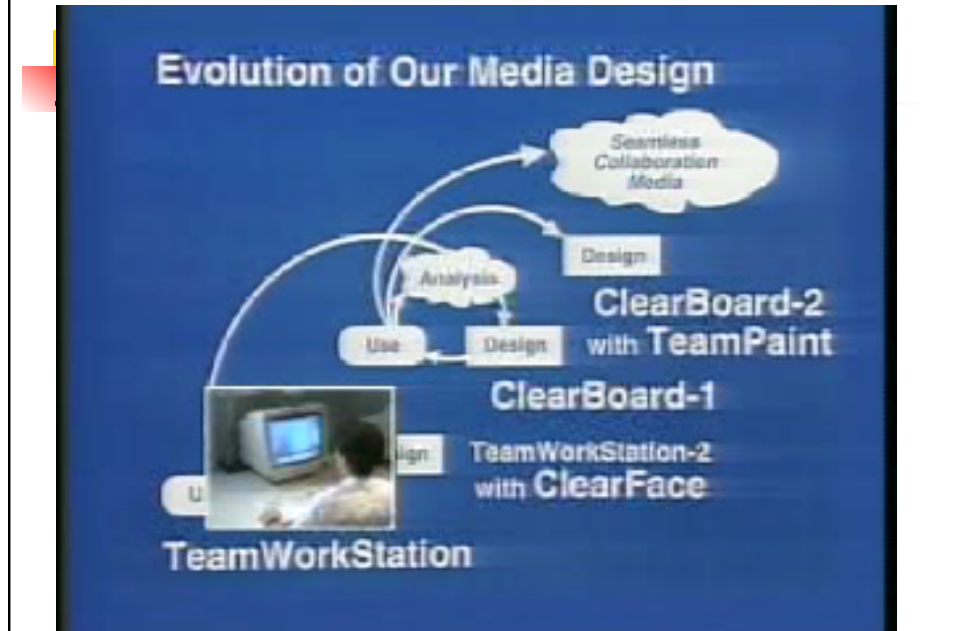 Evolution of Our Media Design
Seamless
Collaboration
Media
Design
Analysis
ClearBoard-2
Use
Design
with TeamPaint
ClearBoard-1
ign
TeamWorkStation-2
U
with ClearFace
TeamWorkStation